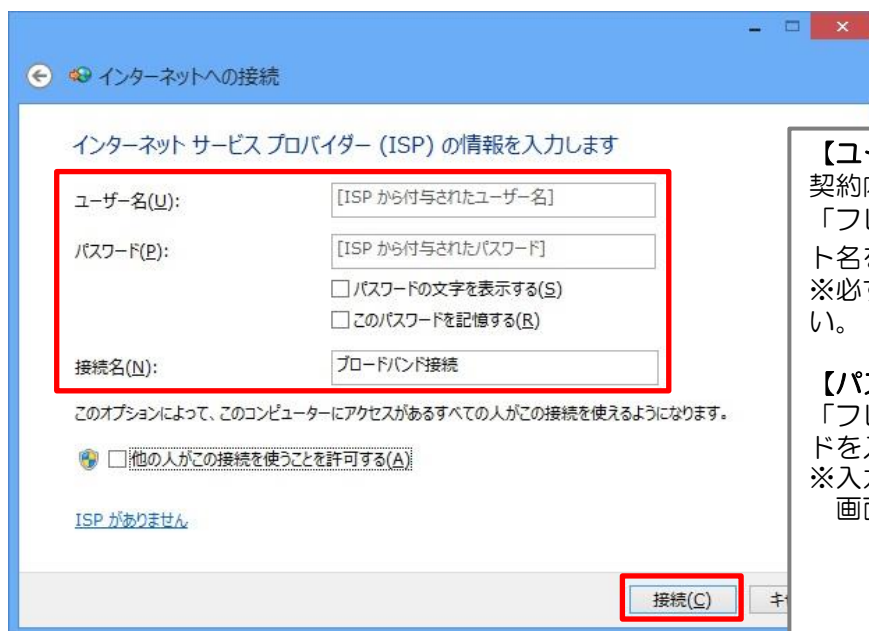 インターネットへの接続
インターネット サービス プロバイダー (ISP) の情報を入力します
ユーザー名(U):
[ISP から付与されたユーザー名]
パスワード(P):
[ISP から付与されたパスワード]
パスワードの文字を表示する(S)
このパスワードを記憶する(R)
接続名(N):
ブロードバンド接続
このオプションによって、このコンピューターにアクセスがあるすべての人がこの接続を使えるようになります。
他の人がこの接続を使うことを許可する(A)
ISP がありません
接続(C)
キ
【ユ
契約
「フ
ト名
※必
い。
【パ
「フ
ドを
※入
画